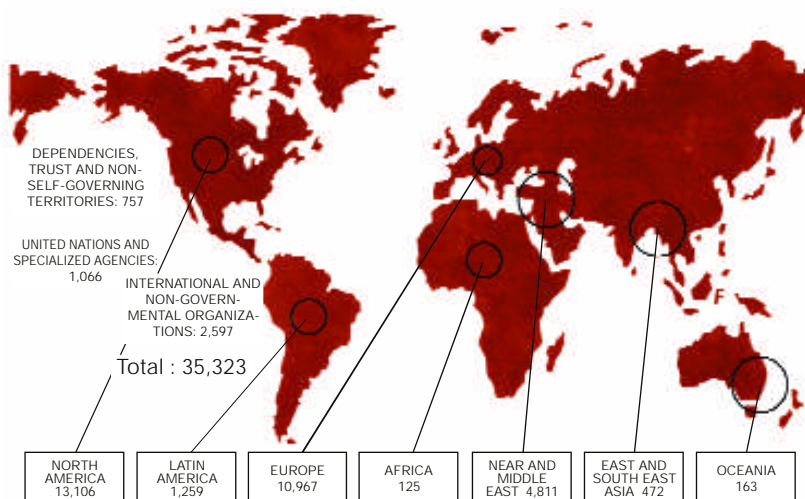 DEPENDENCIES,
TRUST AND NON-
SELF-GOVERNING
TERRITORIES: 757
UNITED NATIONS AND
SPECIALIZED AGENCIES:
1,066
INTERNATIONAL AND
NON-GOVERN-
MENTAL ORGANIZA-
TIONS: 2,597
Total : 35,323
NORTH
AMERICA
13,106
LATIN
AMERICA
1,259
EUROPE
10,967
AFRICA
125
NEAR AND
MIDDLE
EAST 4,811
EAST AND
SOUTH EAST
ASIA 472
OCEANIA
163